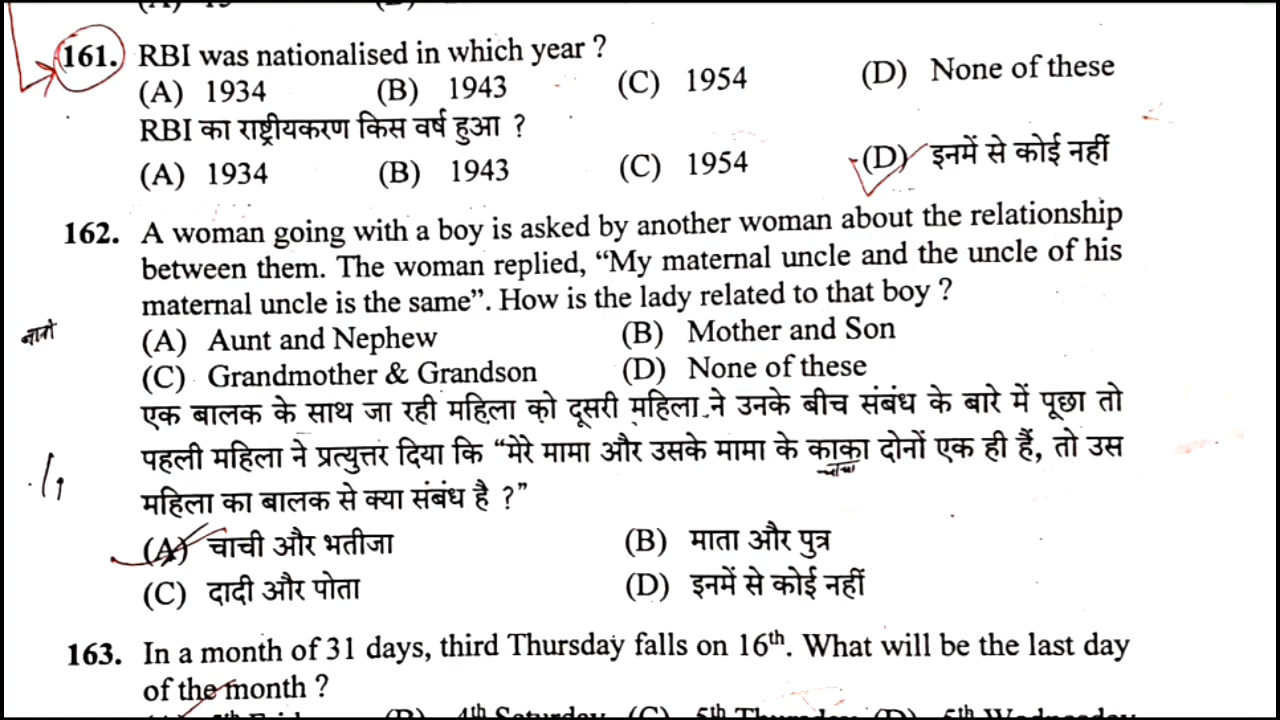 161. RBI was nationalised in which year ?
(A) 1934 (B) 1943 (C) 1954 (D) None of these
RBI का राष्ट्रीयकरण किस वर्ष हुआ ?
(A) 1934 (B) 1943 (C) 1954 (D) इनमें से कोई नहीं
162. A woman going with a boy is asked by another woman about the relationship
between them. The woman replied, “My maternal uncle and the uncle of his
maternal uncle is the same”. How is the lady related to that boy ?
(A) Aunt and Nephew (B) Mother and Son
(C) Grandmother & Grandson (D) None of these
एक बालक के साथ जा रही महिला को दूसरी महिला ने उनके बीच संबंध के बारे में पूछा तो
पहली महिला ने प्रत्युत्तर दिया कि “मेरे मामा और उसके मामा के काका दोनों एक ही हैं, तो उस
चाचा
महिला का बालक से क्या संबंध है ?”
(A) चाची और भतीजा (B) माता और पुत्र
(C) दादी और पोता (D) इनमें से कोई नहीं
163. In a month of 31 days, third Thursday falls on 16th. What will be the last day
of the month ?